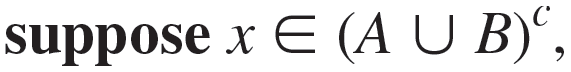 suppose x ∈ (A ∪ B)ᶜ,